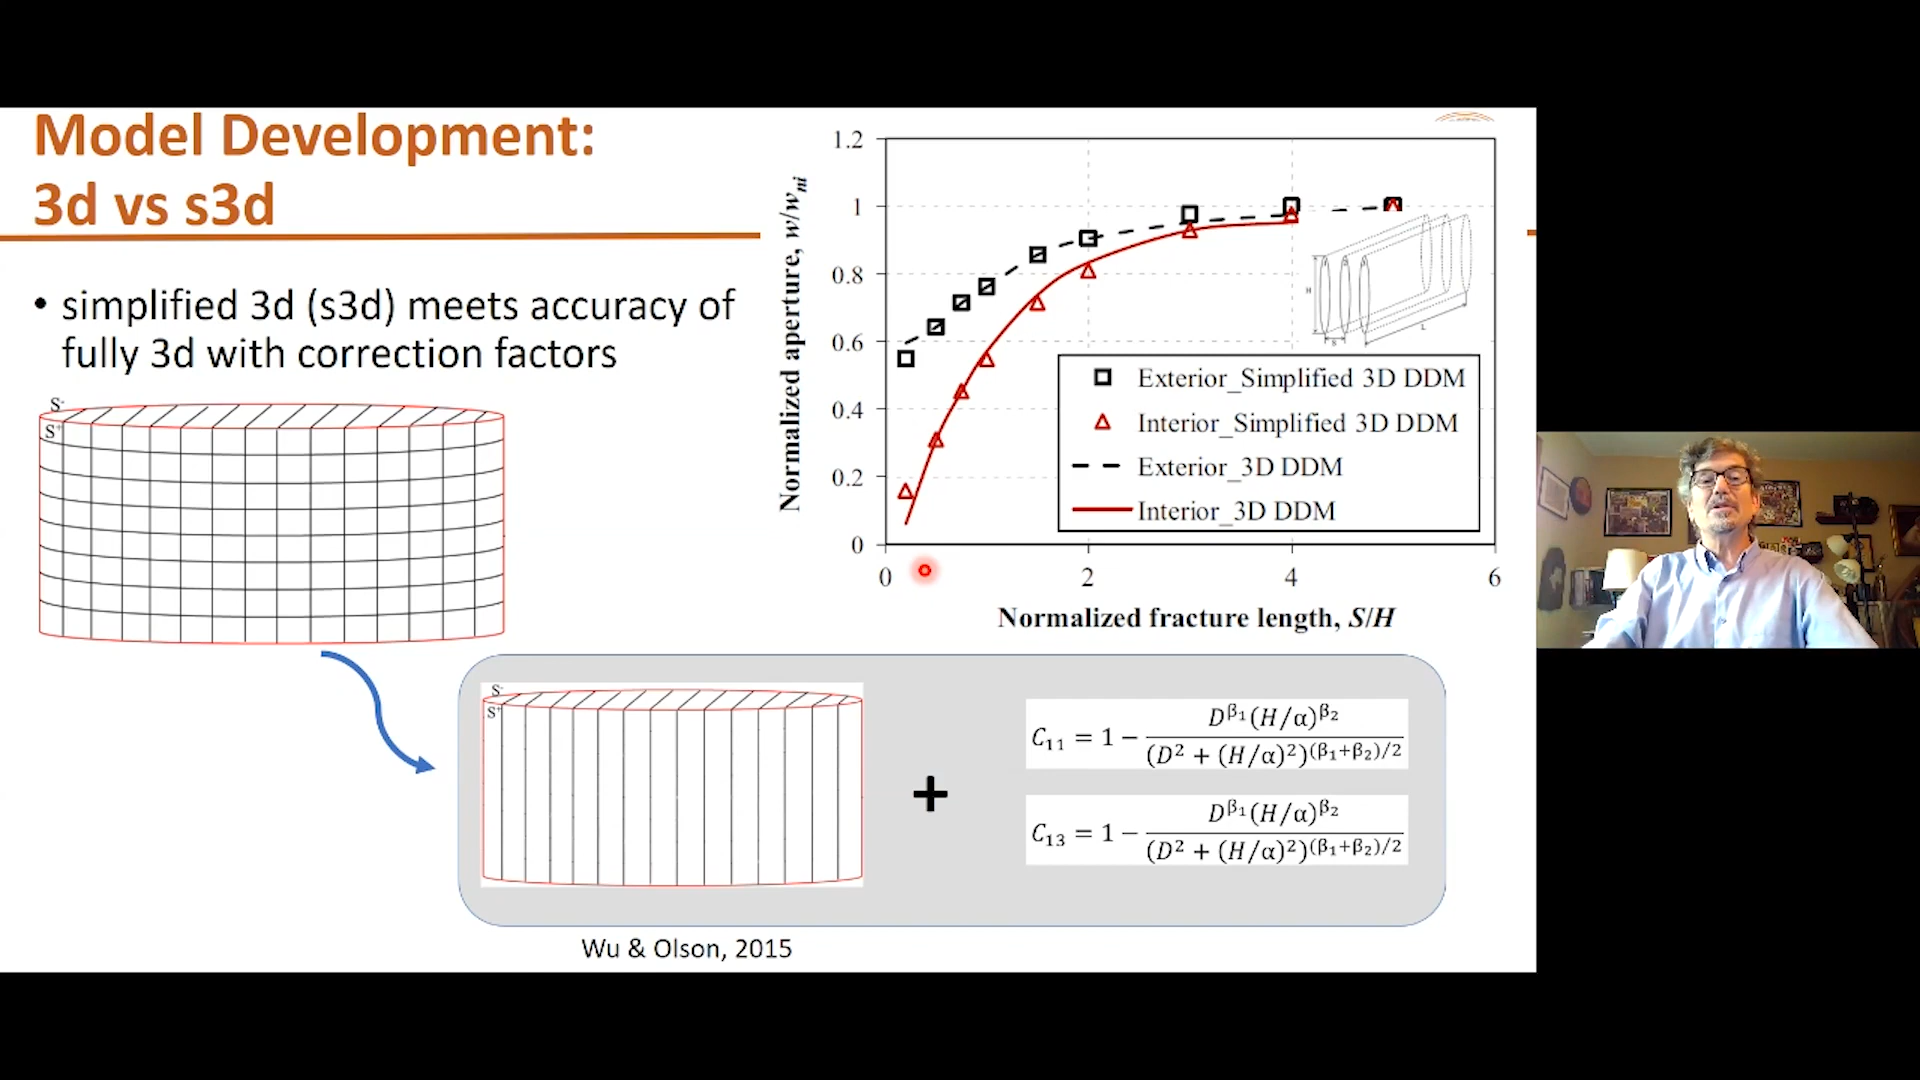 Model Development:
3d vs s3d
• simplified 3d (s3d) meets accuracy of
fully 3d with correction factors
S-
S+
1.2
1
0.8
0.6
0.4
0.2
0
0
2
4
6
Normalized aperture, w/wni
Normalized fracture length, S/H
H
S
L
Exterior_Simplified 3D DDM
Interior_Simplified 3D DDM
Exterior_3D DDM
Interior_3D DDM
S-
S+
+
C₁₁ = 1 − D^β₁(H/α)^β₂ / (D² + (H/α)²)^(β₁+β₂)/2
C₁₃ = 1 − D^β₁(H/α)^β₂ / (D² + (H/α)²)^(β₁+β₂)/2
Wu & Olson, 2015